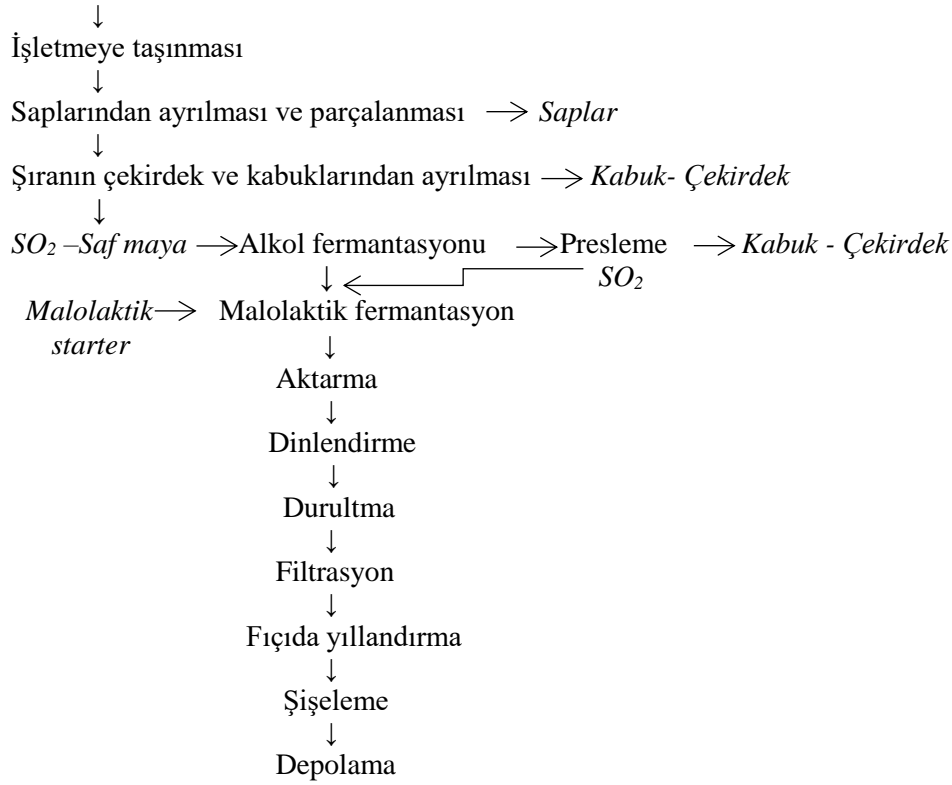 ↓
İşletmeye taşınması
↓
Saplarından ayrılması ve parçalanması → Saplar
↓
Şıranın çekirdek ve kabuklarından ayrılması → Kabuk- Çekirdek
↓
SO2 –Saf maya → Alkol fermantasyonu → Presleme → Kabuk - Çekirdek
↓ SO2
Malolaktik → Malolaktik fermantasyon
starter
↓
Aktarma
↓
Dinlendirme
↓
Durultma
↓
Filtrasyon
↓
Fıçıda yıllandırma
↓
Şişeleme
↓
Depolama